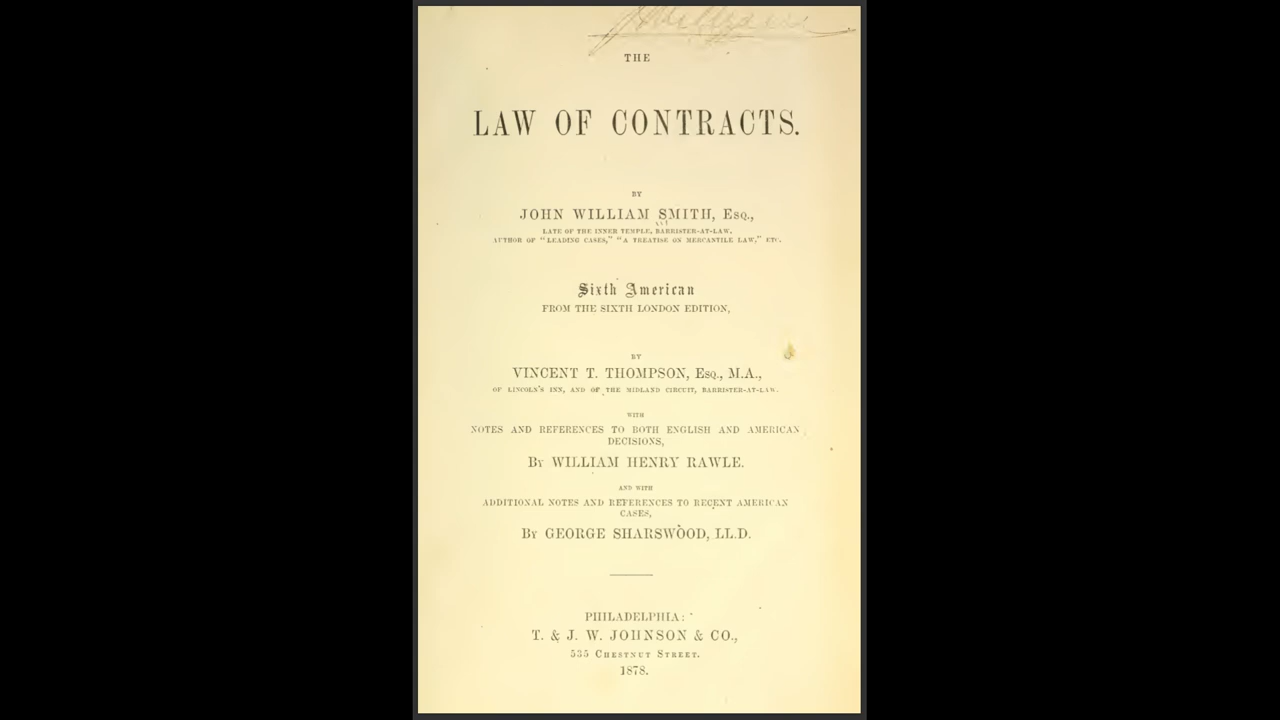 THE
LAW OF CONTRACTS.
BY
JOHN WILLIAM SMITH, Esq.,
LATE OF THE INNER TEMPLE, BARRISTER-AT-LAW.
AUTHOR OF "LEADING CASES," "A TREATISE ON MERCANTILE LAW," ETC.
Sixth American
FROM THE SIXTH LONDON EDITION,
BY
VINCENT T. THOMPSON, Esq., M.A.,
OF LINCOLN'S INN, AND OF THE MIDLAND CIRCUIT, BARRISTER-AT-LAW.
WITH
NOTES AND REFERENCES TO BOTH ENGLISH AND AMERICAN
DECISIONS,
By WILLIAM HENRY RAWLE.
AND WITH
ADDITIONAL NOTES AND REFERENCES TO RECENT AMERICAN
CASES,
By GEORGE SHARSWOOD, LL.D.
PHILADELPHIA:
T. & J. W. JOHNSON & CO.,
535 Chestnut Street.
1878.